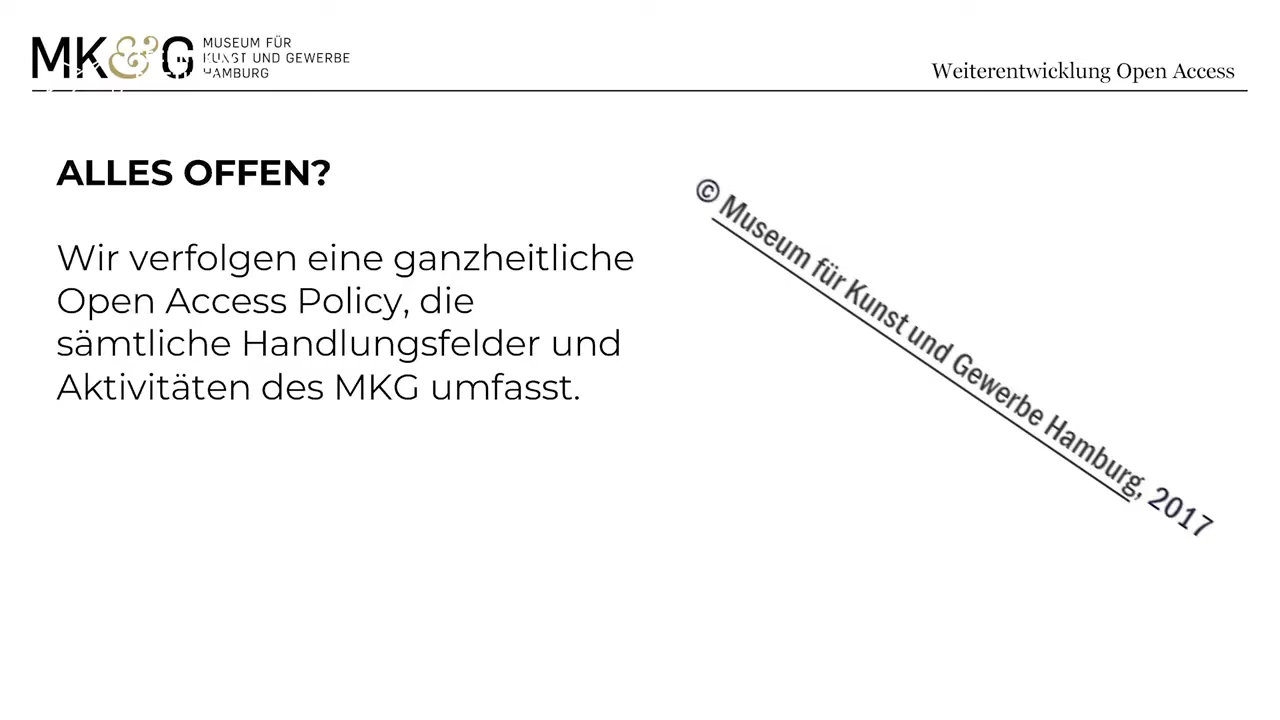 MK&G
MUSEUM FÜR
KUNST UND GEWERBE
HAMBURG
Weiterentwicklung Open Access
ALLES OFFEN?
Wir verfolgen eine ganzheitliche
Open Access Policy, die
sämtliche Handlungsfelder und
Aktivitäten des MKG umfasst.
© Museum für Kunst und Gewerbe Hamburg, 2017